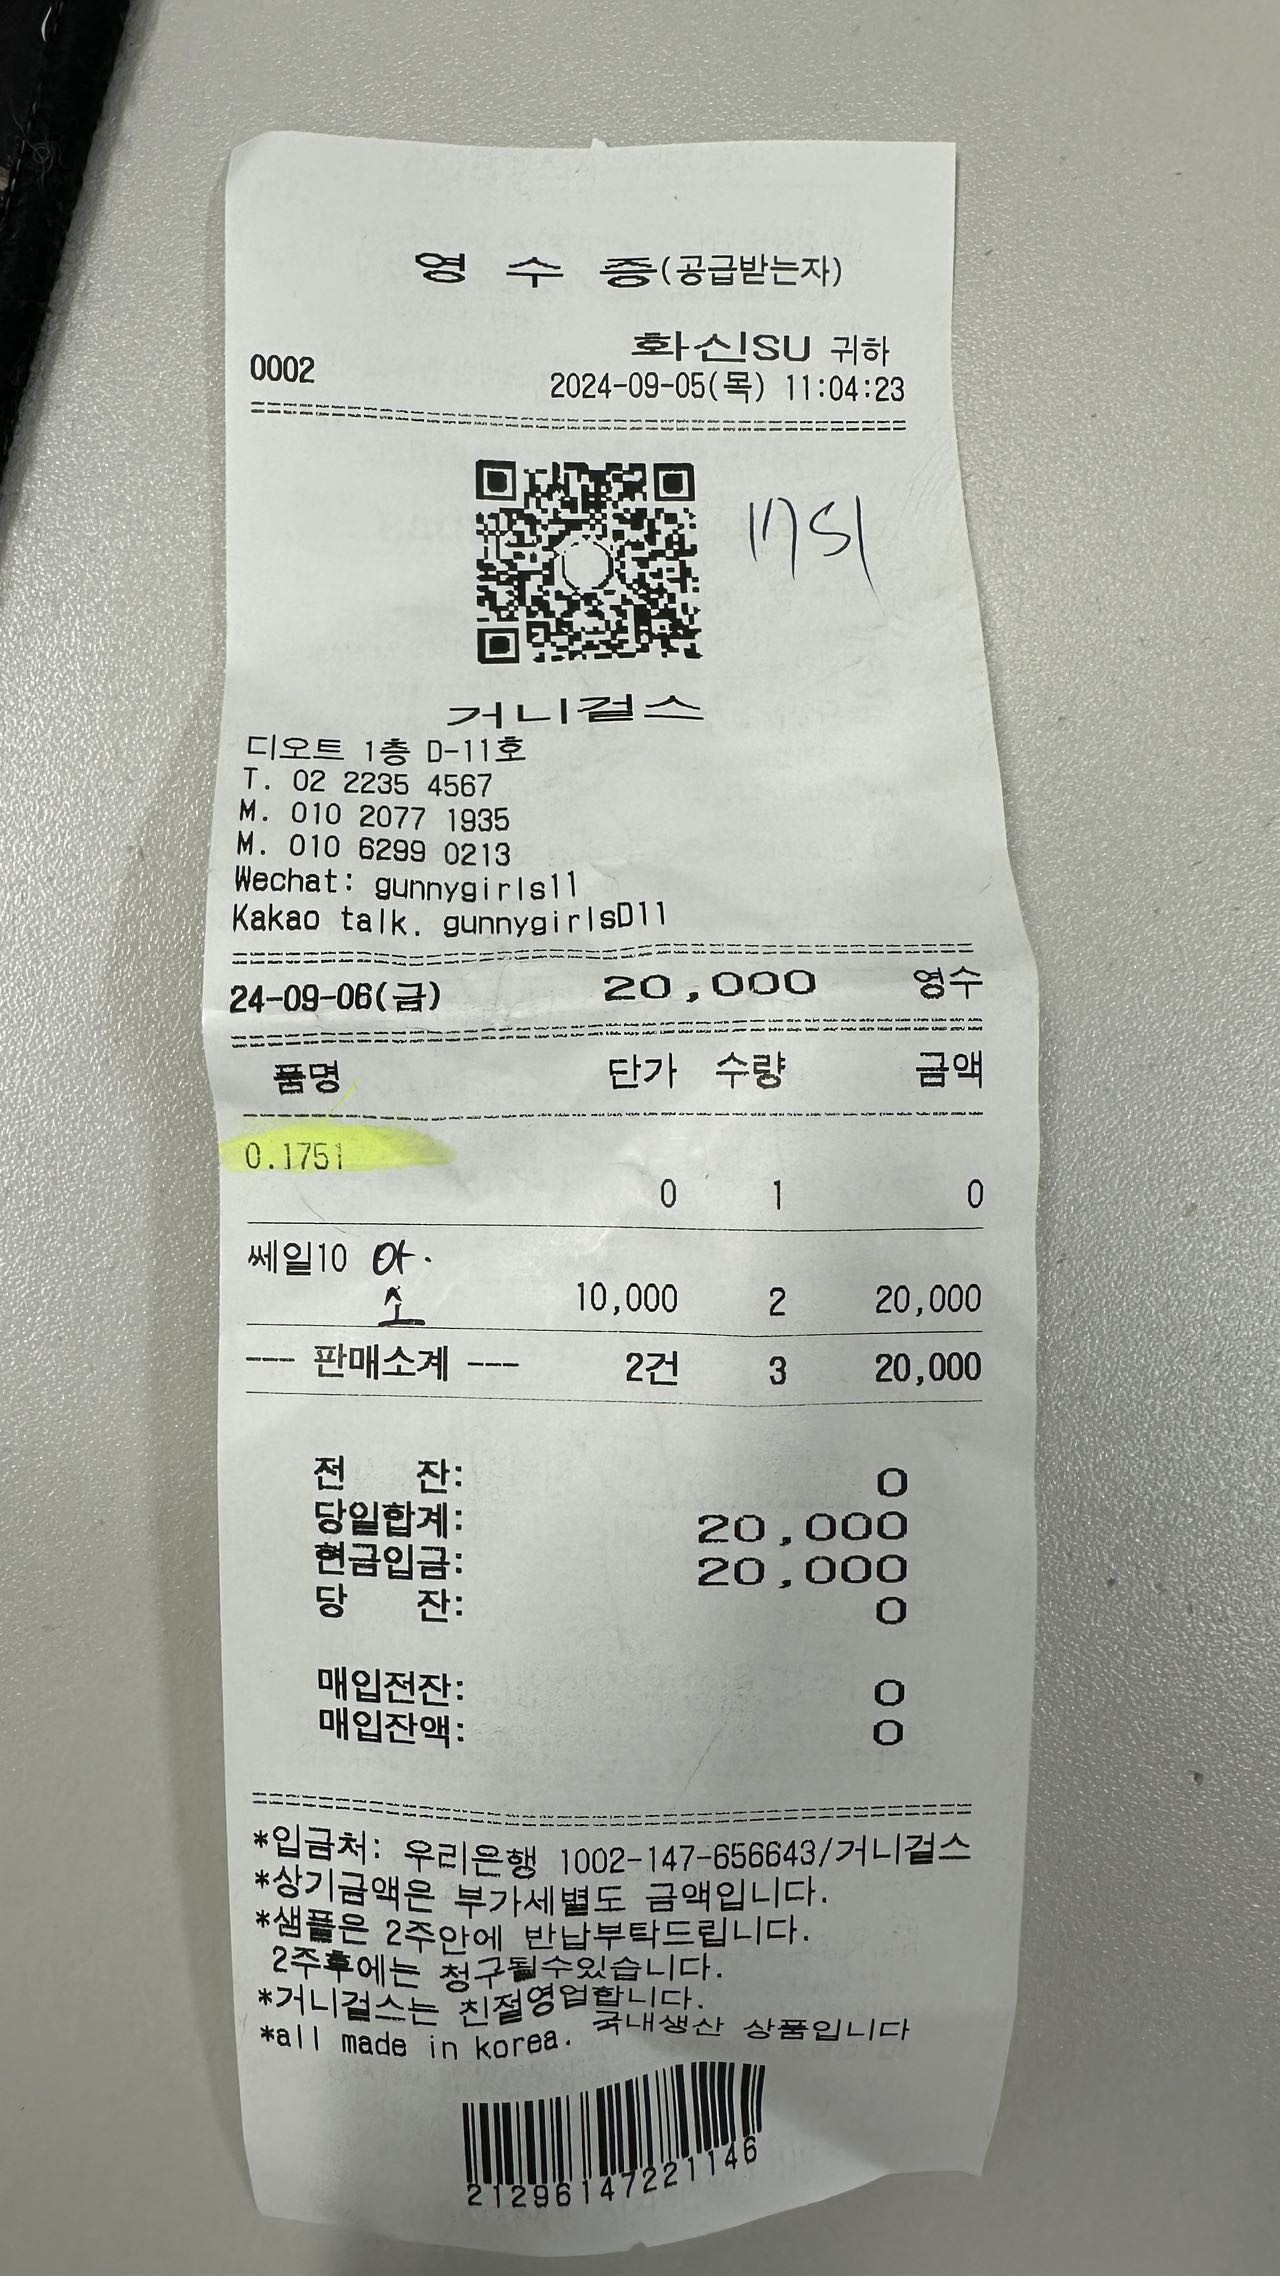 영 수 증(공급받는자)
화신SU 귀하
0002
2024-09-05(목) 11:04:23
1751
거니걸스
디오트 1층 D-11호
T. 02 2235 4567
M. 010 2077 1935
M. 010 6299 0213
Wechat: gunnygirls11
Kakao talk. gunnygirlsD11
24-09-06(금) 20,000 영수
품명 단가 수량 금액
0.1751
0 1 0
쎄일10 아.
소 10,000 2 20,000
--- 판매소계 --- 2건 3 20,000
전 잔: 0
당일합계: 20,000
현금입금: 20,000
당 잔: 0
매입전잔: 0
매입잔액: 0
*입금처: 우리은행 1002-147-656643/거니걸스
*상기금액은 부가세별도 금액입니다.
*샘플은 2주안에 반납부탁드립니다.
2주후에는 청구될수있습니다.
*거니걸스는 친절영업합니다.
*all made in korea. 국내생산 상품입니다
21296147221146